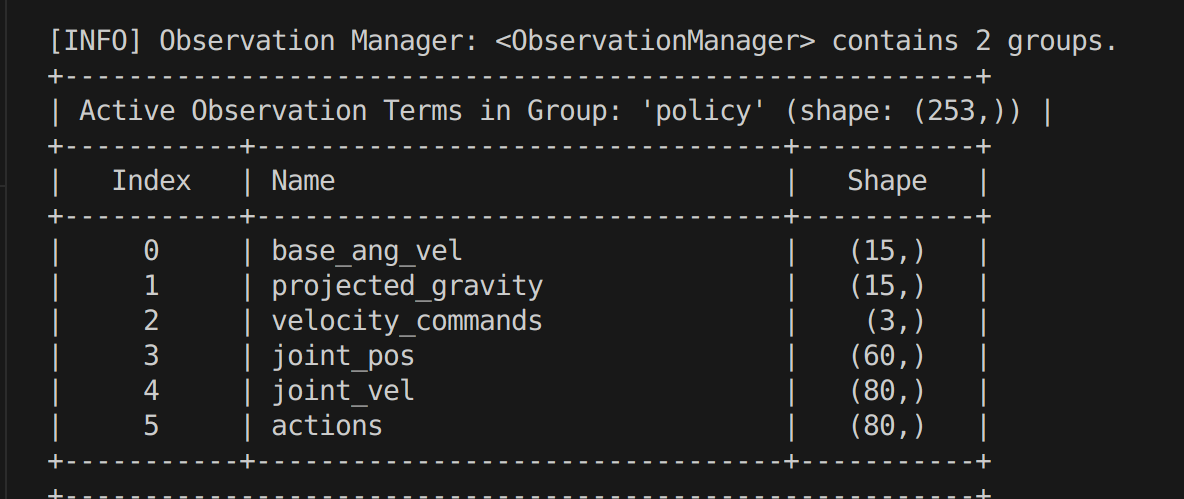 [INFO] Observation Manager: <ObservationManager> contains 2 groups.
+---------------------------------------------------------+
| Active Observation Terms in Group: 'policy' (shape: (253,)) |
+-----------+---------------------------------+-----------+
|   Index   | Name                            |   Shape   |
+-----------+---------------------------------+-----------+
|     0     | base_ang_vel                    |   (15,)   |
|     1     | projected_gravity               |   (15,)   |
|     2     | velocity_commands               |    (3,)   |
|     3     | joint_pos                       |   (60,)   |
|     4     | joint_vel                       |   (80,)   |
|     5     | actions                         |   (80,)   |
+-----------+---------------------------------+-----------+
+---------------------------------------------------------+